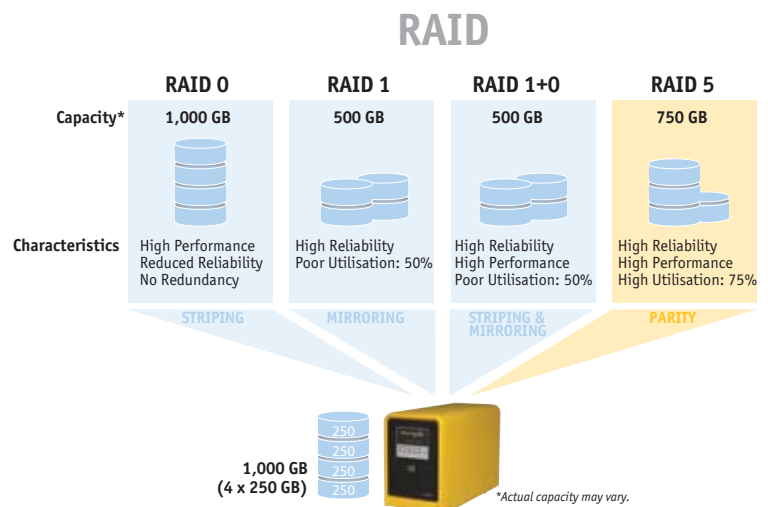 RAID
RAID 0
RAID 1
RAID 1+0
RAID 5
Capacity*
1,000 GB
500 GB
500 GB
750 GB
Characteristics
High Performance
Reduced Reliability
No Redundancy
High Reliability
Poor Utilisation: 50%
High Reliability
High Performance
Poor Utilisation: 50%
High Reliability
High Performance
High Utilisation: 75%
STRIPING
MIRRORING
STRIPING &
MIRRORING
PARITY
250
250
250
250
1,000 GB
(4 x 250 GB)
*Actual capacity may vary.